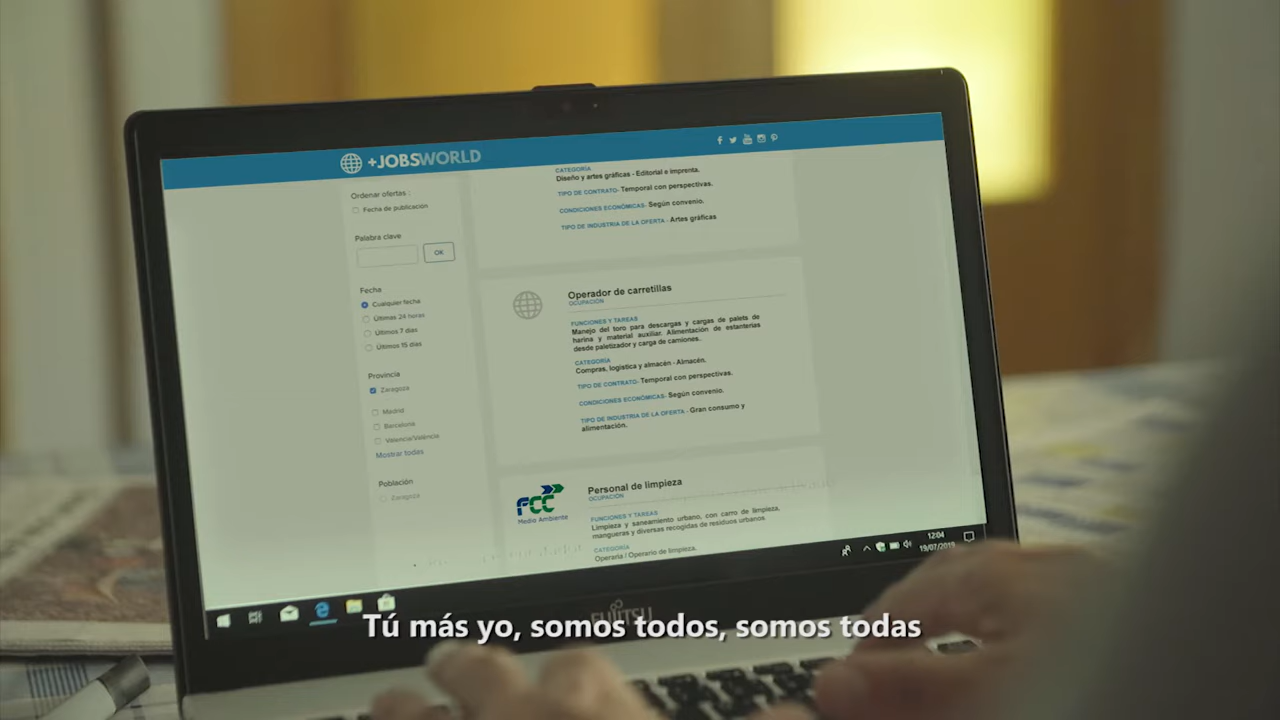 +JOBSWORLD
Ordenar ofertas :
Fecha de publicación
Palabra clave
OK
Fecha
Cualquier fecha
Últimas 24 horas
Últimos 7 días
Últimox 15 días
Provincia
Zaragoza
Madrid
Barcelona
Valencia/València
Mostrar todas
Población
Zaragoza
CATEGORÍA
Diseño y artes gráficas - Editorial e imprenta.
TIPO DE CONTRATO- Temporal con perspectivas.
CONDICIONES ECONÓMICAS- Según convenio.
TIPO DE INDUSTRIA DE LA OFERTA - Artes gráficas
Operador de carretillas
OCUPACIÓN
FUNCIONES Y TAREAS
Manejo del toro para descargas y cargas de palets de
harina y material auxiliar. Alimentación de estanterías
desde paletizador y carga de camiones.
CATEGORÍA
Compras, logística y almacén - Almacén.
TIPO DE CONTRATO- Temporal con perspectivas.
CONDICIONES ECONÓMICAS- Según convenio.
TIPO DE INDUSTRIA DE LA OFERTA - Gran consumo y
alimentación.
fcc
Medio Ambiente
Personal de limpieza
OCUPACIÓN
FUNCIONES Y TAREAS
Limpieza y saneamiento urbano, con carro de limpieza,
mangueras y diversas recogidas de residuos urbanos
CATEGORÍA
Operaria / Operario de limpieza.
12:04
19/07/2019
FUJITSU
Tú más yo, somos todos, somos todas